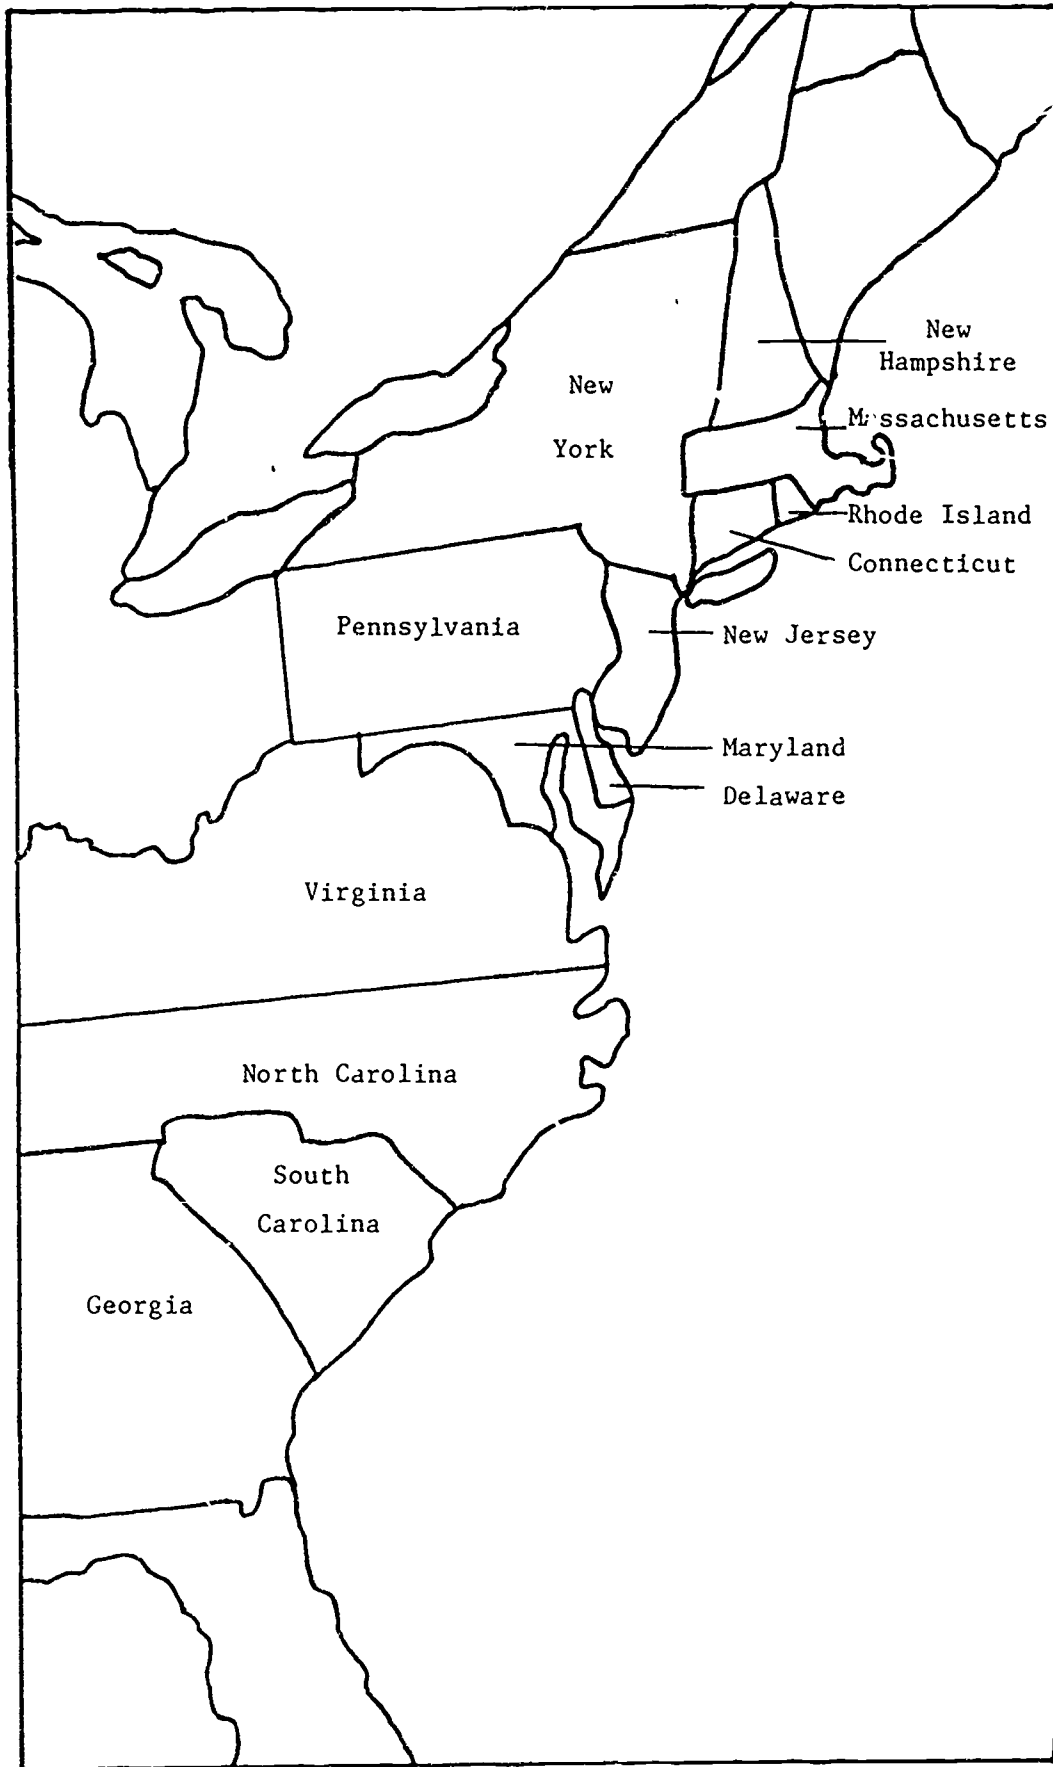 New
Hampshire
New
York
Massachusetts
Rhode Island
Connecticut
Pennsylvania
New Jersey
Maryland
Delaware
Virginia
North Carolina
South
Carolina
Georgia